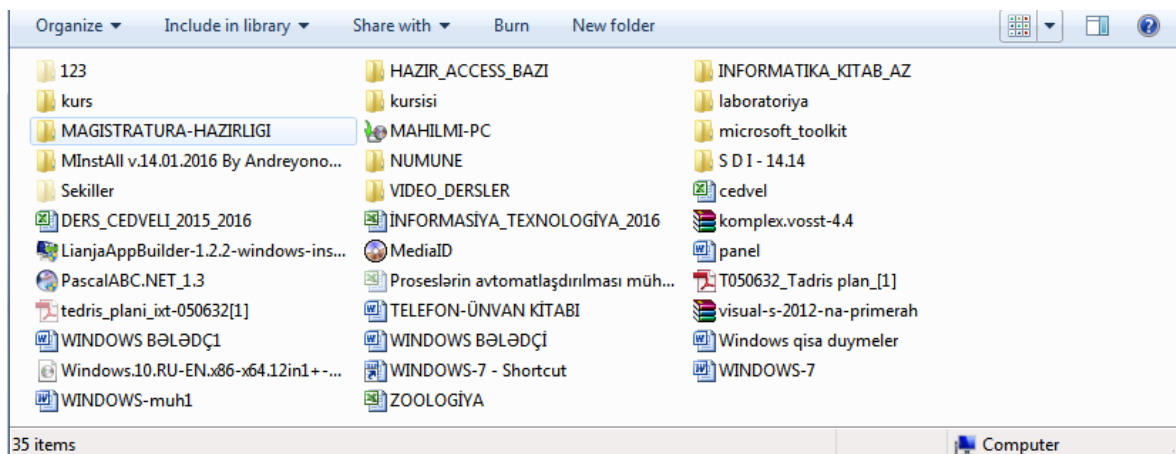 Organize Include in library Share with Burn New folder
123 HAZIR_ACCESS_BAZI INFORMATIKA_KITAB_AZ
kurs kursisi laboratoriya
MAGISTRATURA-HAZIRLIGI MAHILMI-PC microsoft_toolkit
MInstAll v.14.01.2016 By Andreyono... NUMUNE S D I - 14.14
Sekiller VIDEO_DERSLER cedvel
DERS_CEDVELI_2015_2016 İNFORMASİYA_TEXNOLOGİYA_2016 komplex.vosst-4.4
LianjaAppBuilder-1.2.2-windows-ins... MediaID panel
PascalABC.NET_1.3 Proseslərin avtomatlaşdırılması müh... T050632_Tadris plan_[1]
tedris_plani_ixt-050632[1] TELEFON-ÜNVAN KİTABI visual-s-2012-na-primerah
WINDOWS BƏLƏDÇ1 WINDOWS BƏLƏDÇİ Windows qisa duymeler
Windows.10.RU-EN.x86-x64.12in1+-... WINDOWS-7 - Shortcut WINDOWS-7
WINDOWS-muh1 ZOOLOGİYA
35 items Computer